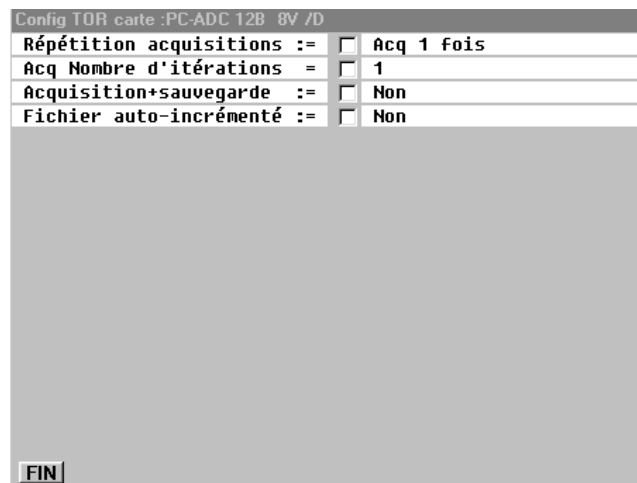 Config TOR carte :PC-ADC 12B 8V /D
Répétition acquisitions := Acq 1 fois
Acq Nombre d'itérations = 1
Acquisition+sauvegarde := Non
Fichier auto-incrémenté := Non
FIN